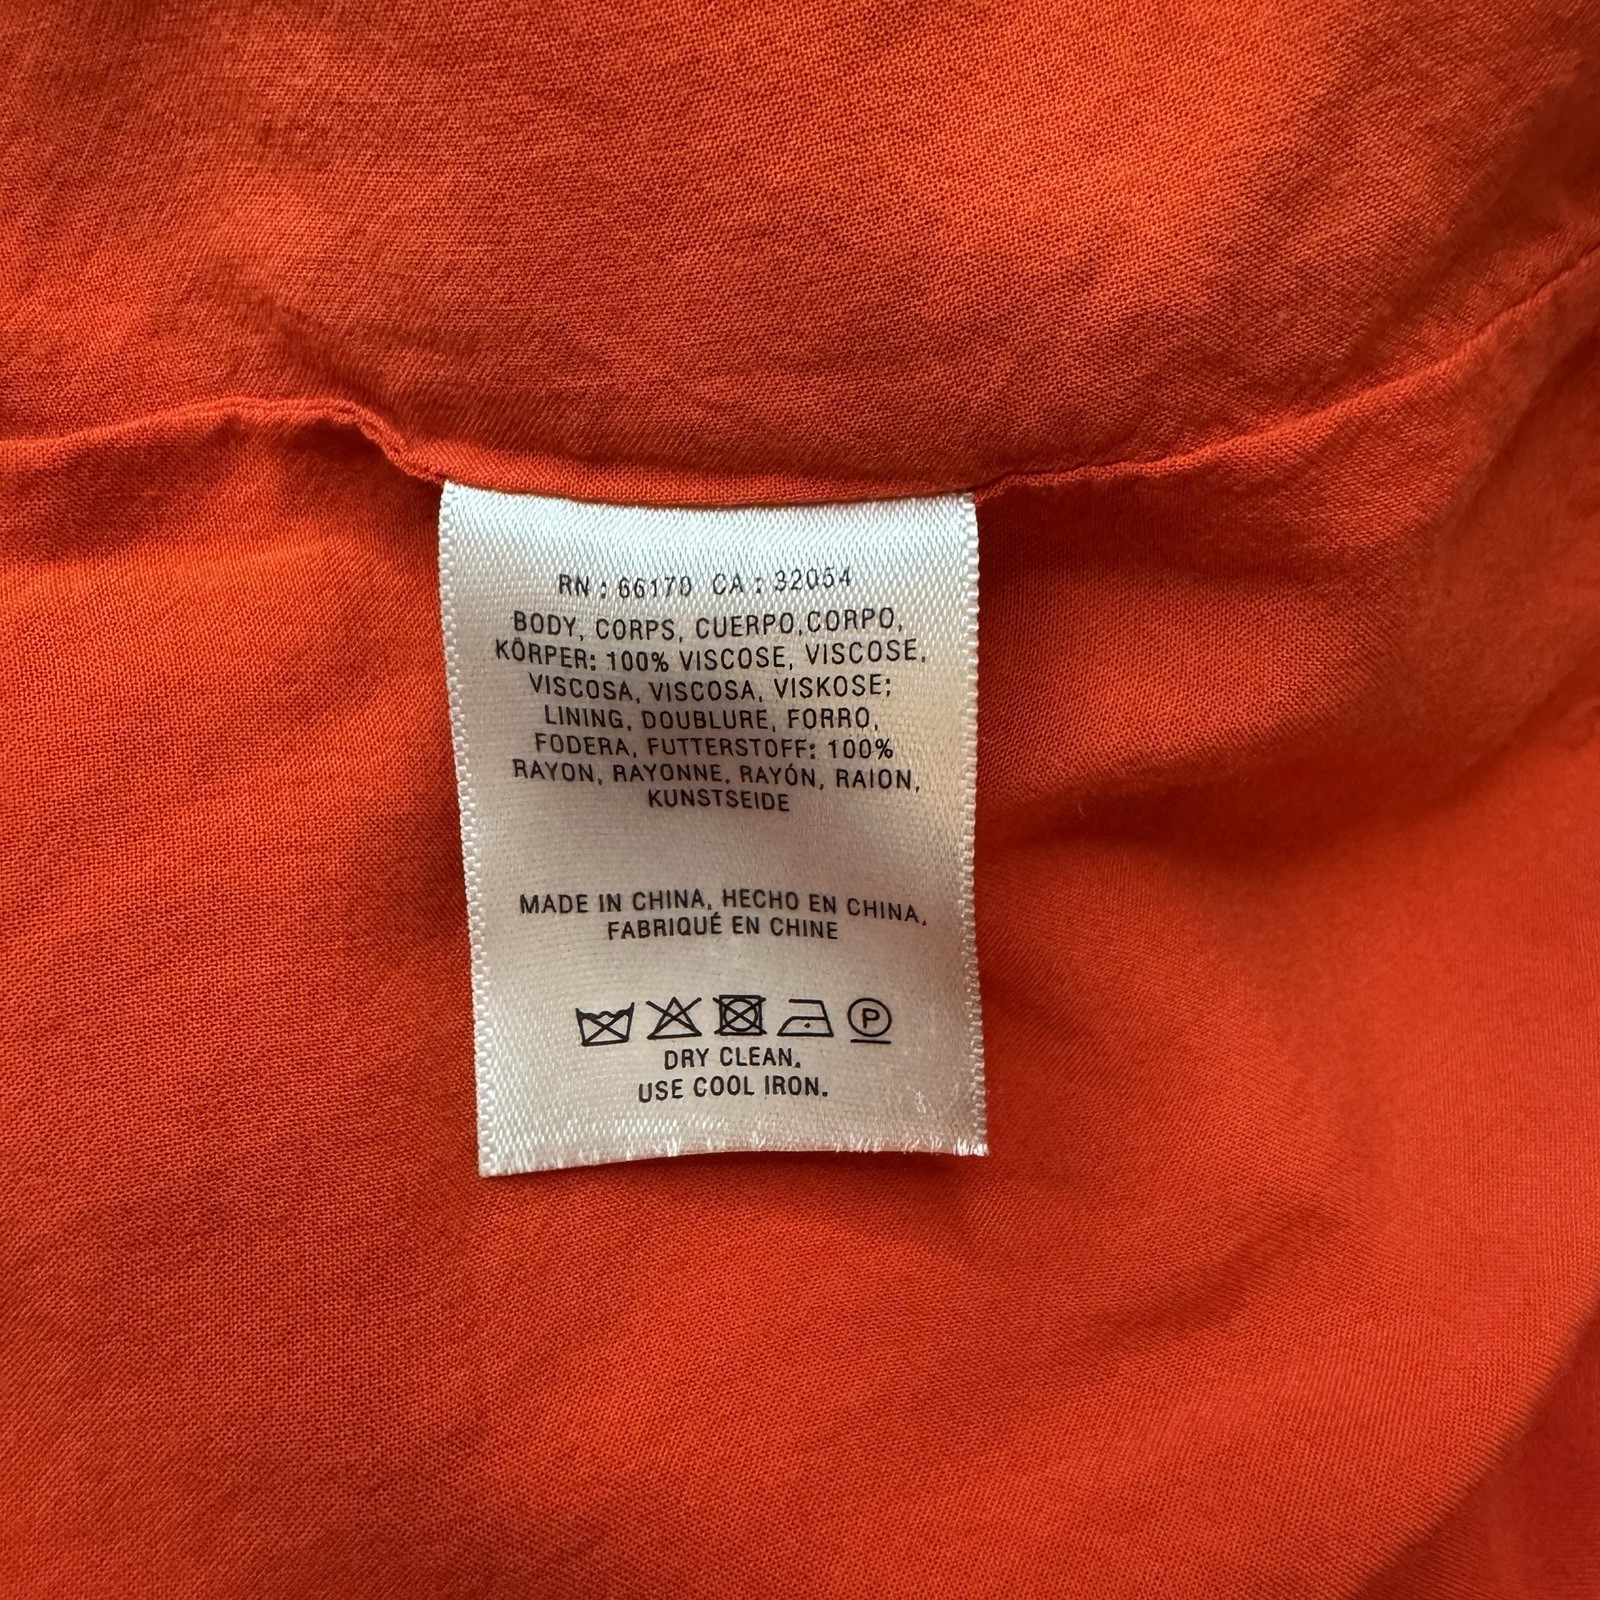 RN : 66170 CA : 32054
BODY, CORPS, CUERPO,CORPO,
KÖRPER: 100% VISCOSE, VISCOSE,
VISCOSA, VISCOSA, VISKOSE;
LINING, DOUBLURE, FORRO,
FODERA, FUTTERSTOFF: 100%
RAYON, RAYONNE, RAYÓN, RAION,
KUNSTSEIDE
MADE IN CHINA, HECHO EN CHINA,
FABRIQUÉ EN CHINE
P
DRY CLEAN.
USE COOL IRON.